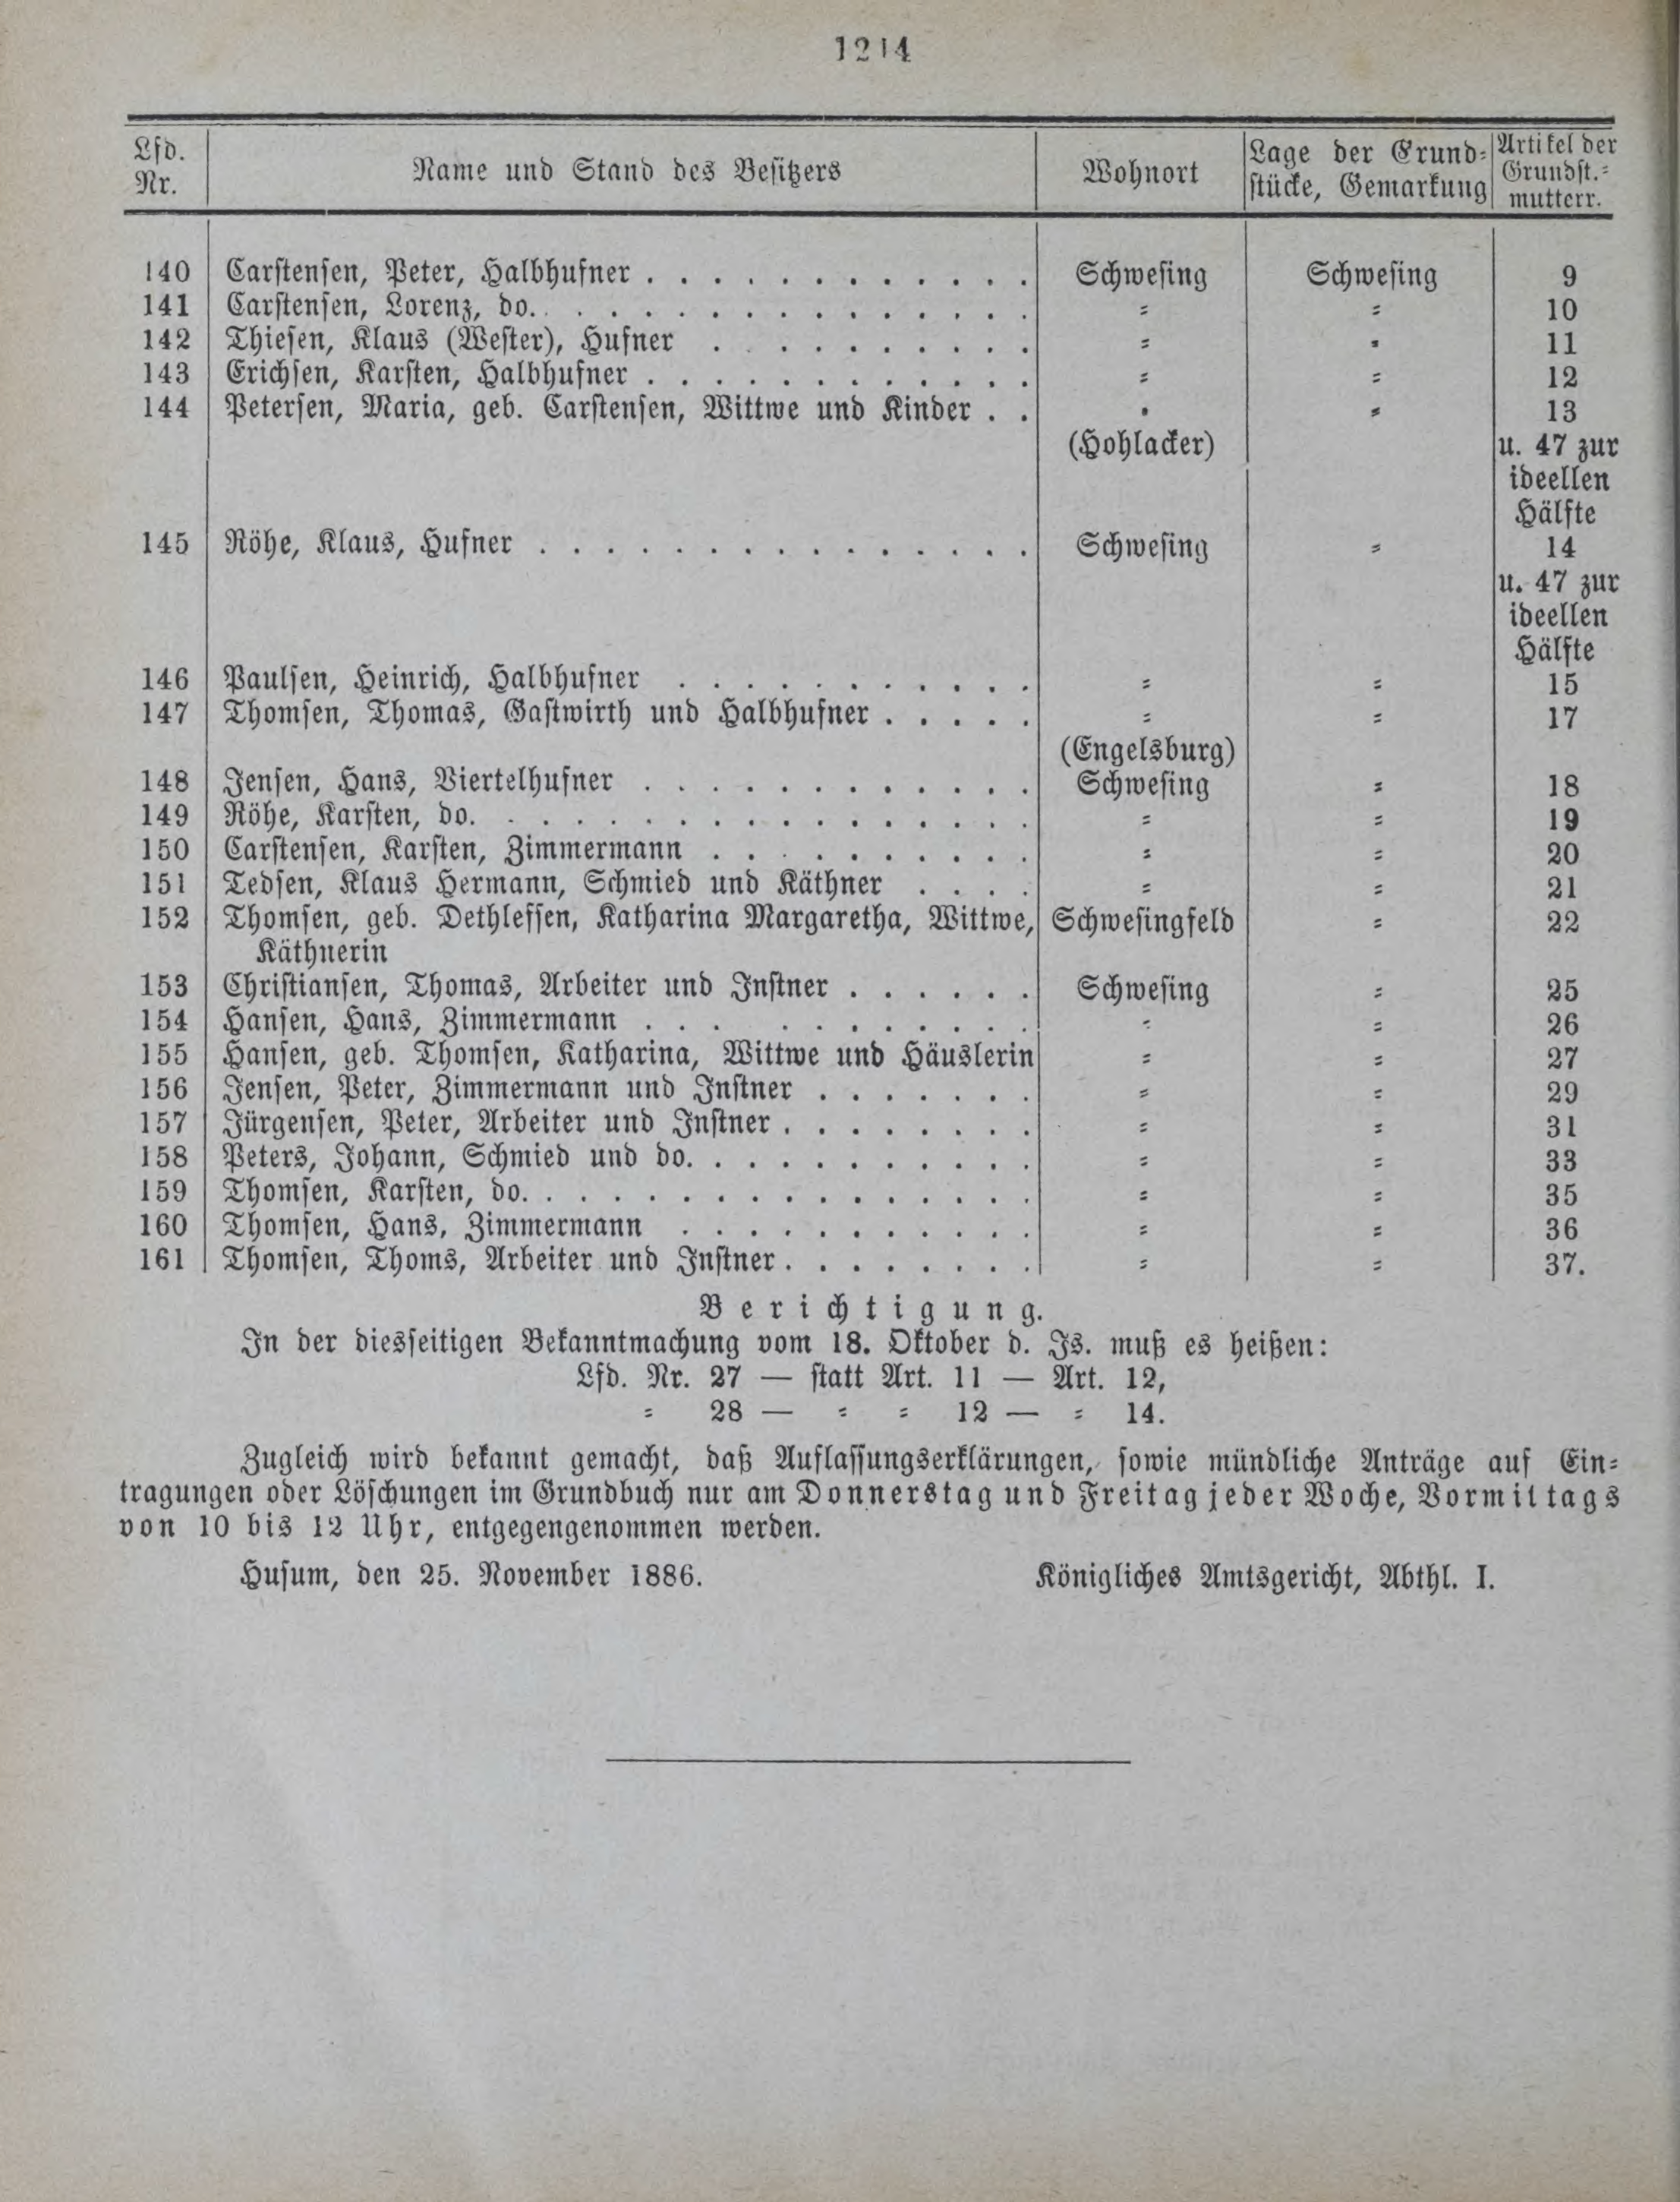 1214
Lfd. Nr. | Name und Stand des Besitzers | Wohnort | Lage der Grund⸗stücke, Gemarkung | Artikel der Grundst.⸗mutterr.
140 Carstensen, Peter, Halbhufner . . . . . . . . . . . . Schwesing Schwesing 9
141 Carstensen, Lorenz, do. . . . . . . . . . . . . . . . ⸗ ⸗ 10
142 Thiesen, Klaus (Wester), Hufner . . . . . . . . . . ⸗ ⸗ 11
143 Erichsen, Karsten, Halbhufner . . . . . . . . . . . . ⸗ ⸗ 12
144 Petersen, Maria, geb. Carstensen, Wittwe und Kinder . . ⸗ ⸗ 13
(Hohlacker) u. 47 zur
ideellen
Hälfte
145 Röhe, Klaus, Hufner . . . . . . . . . . . . . . . Schwesing ⸗ 14
u. 47 zur
ideellen
Hälfte
146 Paulsen, Heinrich, Halbhufner . . . . . . . . . . . ⸗ ⸗ 15
147 Thomsen, Thomas, Gastwirth und Halbhufner . . . . . ⸗ ⸗ 17
(Engelsburg)
148 Jensen, Hans, Viertelhufner . . . . . . . . . . . . Schwesing ⸗ 18
149 Röhe, Karsten, do. . . . . . . . . . . . . . . . . ⸗ ⸗ 19
150 Carstensen, Karsten, Zimmermann . . . . . . . . . . ⸗ ⸗ 20
151 Tedsen, Klaus Hermann, Schmied und Käthner . . . . ⸗ ⸗ 21
152 Thomsen, geb. Dethlefsen, Katharina Margaretha, Wittwe, Schwesingfeld ⸗ 22
Käthnerin
153 Christiansen, Thomas, Arbeiter und Instner . . . . . . Schwesing ⸗ 25
154 Hansen, Hans, Zimmermann . . . . . . . . . . . ⸗ ⸗ 26
155 Hansen, geb. Thomsen, Katharina, Wittwe und Häuslerin ⸗ ⸗ 27
156 Jensen, Peter, Zimmermann und Instner . . . . . . . ⸗ ⸗ 29
157 Jürgensen, Peter, Arbeiter und Instner . . . . . . . . ⸗ ⸗ 31
158 Peters, Johann, Schmied und do. . . . . . . . . . . ⸗ ⸗ 33
159 Thomsen, Karsten, do. . . . . . . . . . . . . . . . ⸗ ⸗ 35
160 Thomsen, Hans, Zimmermann . . . . . . . . . . . ⸗ ⸗ 36
161 Thomsen, Thoms, Arbeiter und Instner . . . . . . . . ⸗ ⸗ 37.
Berichtigung.
In der diesseitigen Bekanntmachung vom 18. Oktober d. Js. muß es heißen:
Lfd. Nr. 27 — statt Art. 11 — Art. 12,
⸗ 28 — ⸗ ⸗ 12 — ⸗ 14.
Zugleich wird bekannt gemacht, daß Auflassungserklärungen, sowie mündliche Anträge auf Ein⸗
tragungen oder Löschungen im Grundbuch nur am Donnerstag und Freitag jeder Woche, Vormittags
von 10 bis 12 Uhr, entgegengenommen werden.
Husum, den 25. November 1886. Königliches Amtsgericht, Abthl. I.